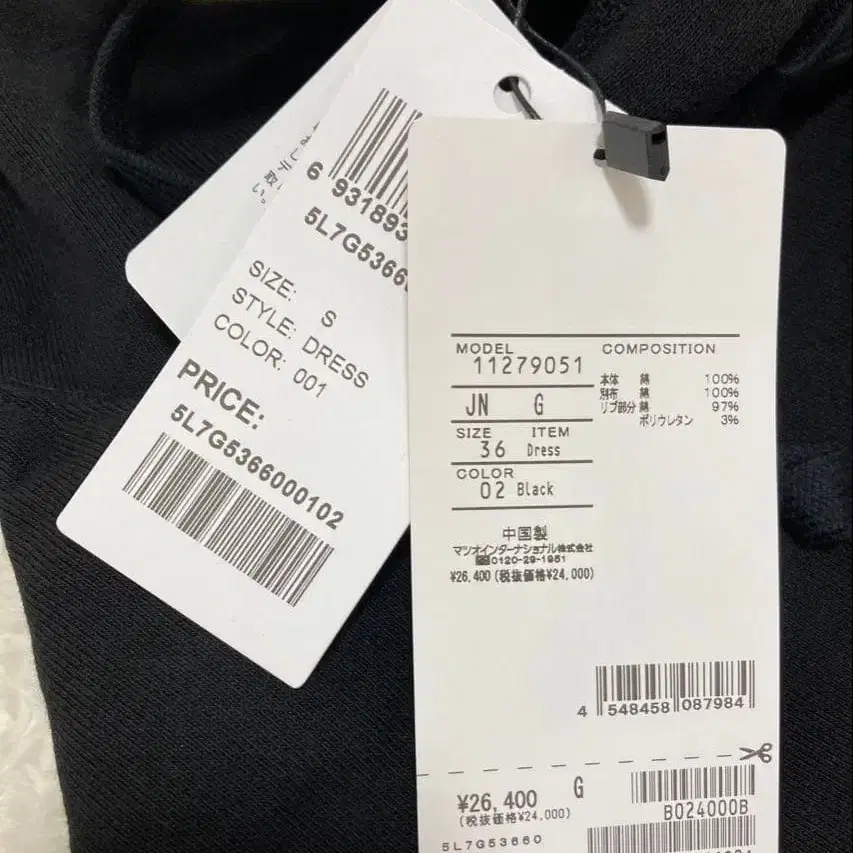 取
い。
6 931893
5L7G5366
SIZE: S
STYLE: DRESS
COLOR: 001
PRICE:
5L7G5366000102
MODEL 11279051
JN G
SIZE 36 ITEM Dress
COLOR 02 Black
COMPOSITION
本体 綿 100%
別布 綿 100%
リブ部分 綿 97%
ポリウレタン 3%
中国製
マツオインターナショナル株式会社
0120-29-1951
¥26,400(税抜価格¥24,000)
4 548458 087984
¥26,400 G
(税抜価格¥24,000)
B024000B
5L7G53660